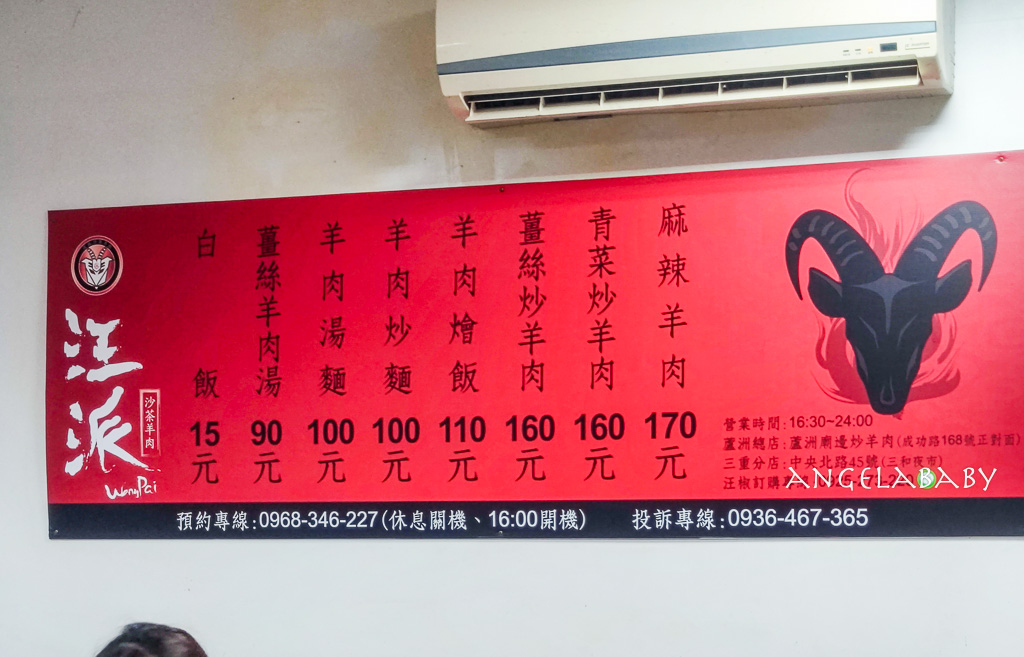 汪派
沙茶羊肉
WangPai
麻辣羊肉 170元
青菜炒羊肉 160元
薑絲炒羊肉 160元
羊肉燴飯 110元
羊肉炒麵 100元
羊肉湯麵 100元
薑絲羊肉湯 90元
白飯 15元
營業時間:16:30~24:00
蘆洲總店:蘆洲廟邊炒羊肉(成功路168號正對面)
三重分店:中央北路45號(三和夜市)
汪椒訂購
ANGELABABY
預約專線:0968-346-227(休息關機、16:00開機)
投訴專線:0936-467-365